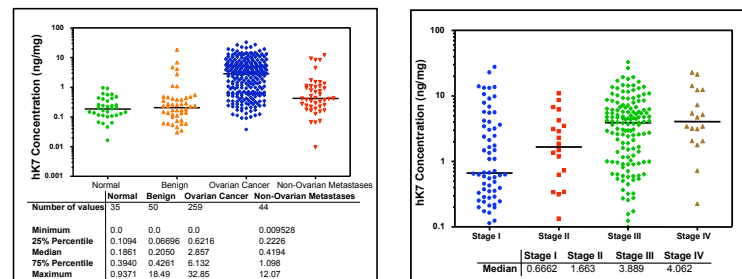 hK7 Concentration (ng/mg)
100
10
1
0.1
0.01
0.001
Normal Benign Ovarian Cancer Non-Ovarian Metastases
Normal Benign Ovarian Cancer Non-Ovarian Metastases
Number of values 35 50 259 44
Minimum 0.0 0.0 0.0 0.009528
25% Percentile 0.1094 0.06696 0.6216 0.2226
Median 0.1861 0.2050 2.857 0.4194
75% Percentile 0.3940 0.4261 6.132 1.098
Maximum 0.9371 18.49 32.85 12.07
hK7 Concentration (ng/mg)
100
10
1
0.1
Stage I Stage II Stage III Stage IV
Stage I Stage II Stage III Stage IV
Median 0.6662 1.663 3.889 4.062